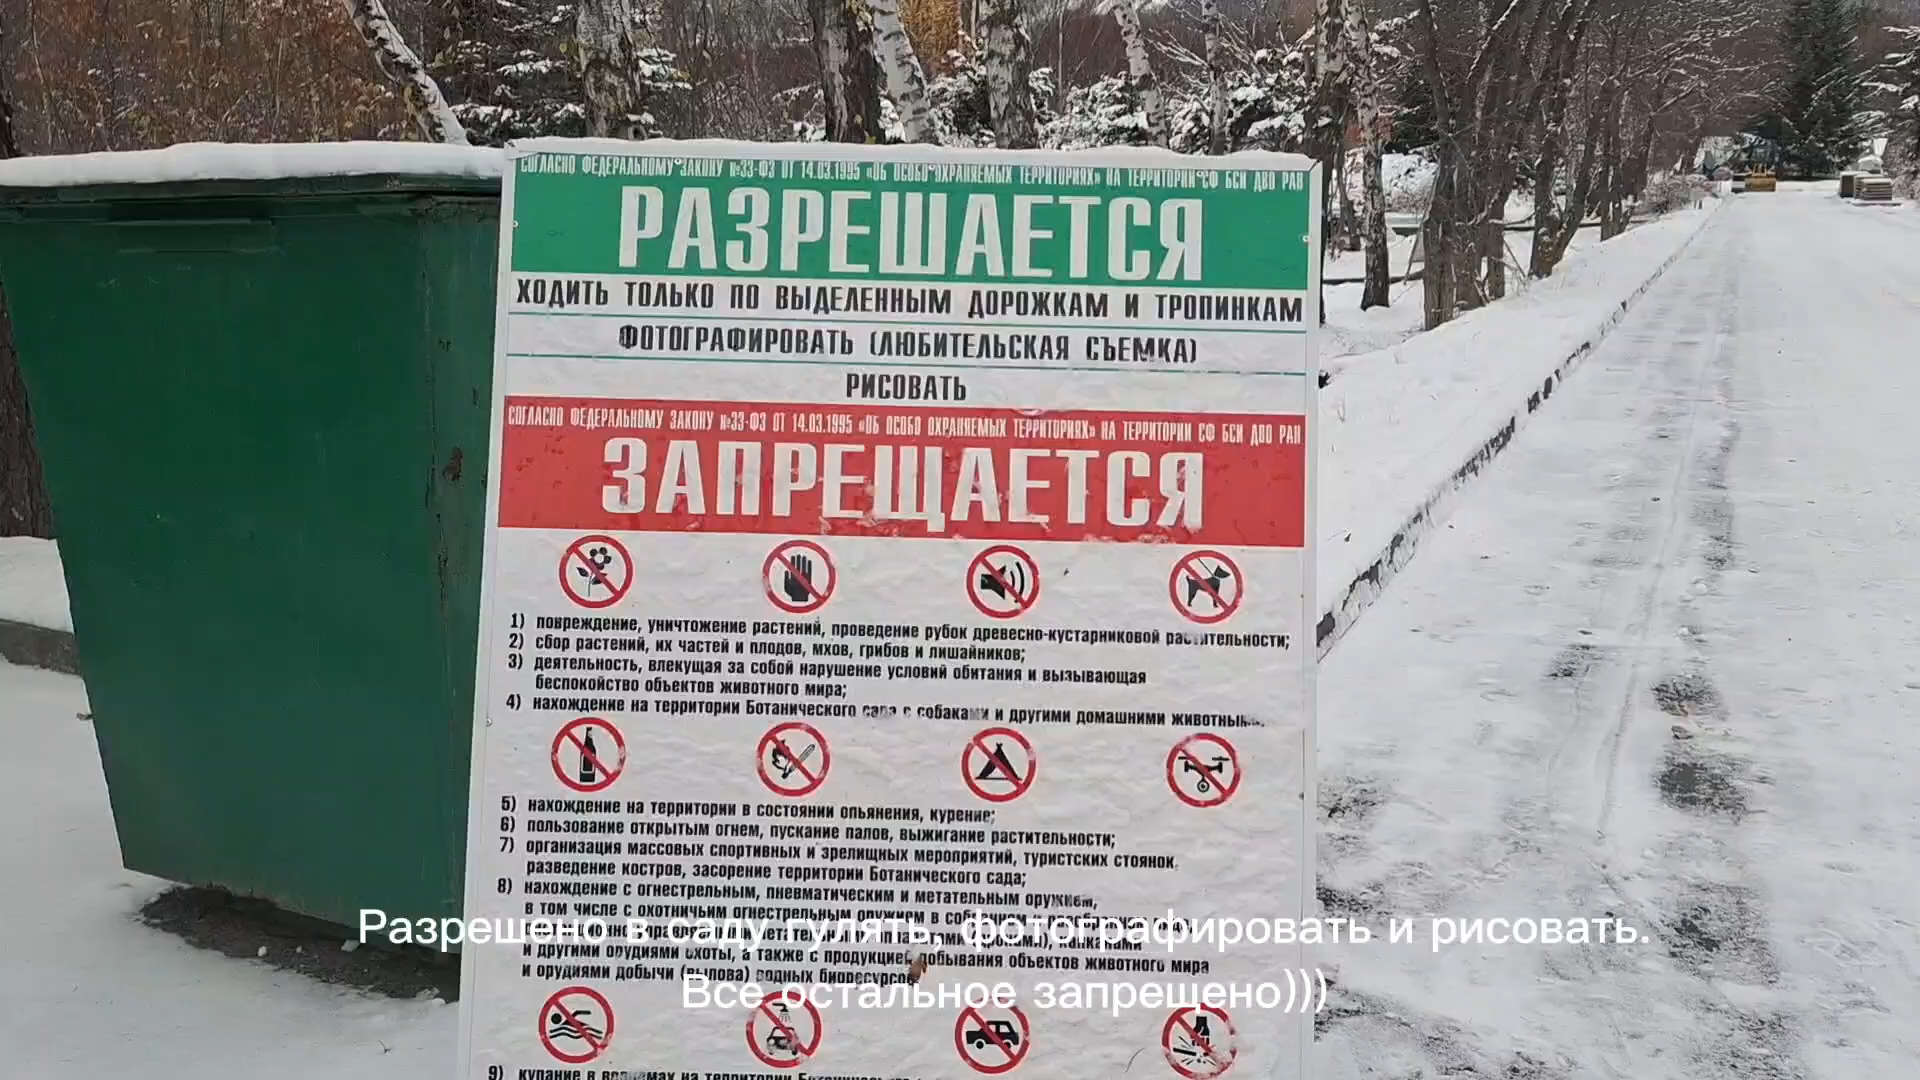 СОГЛАСНО ФЕДЕРАЛЬНОМУ ЗАКОНУ №33-ФЗ ОТ 14.03.1995 «ОБ ОСОБО ОХРАНЯЕМЫХ ТЕРРИТОРИЯХ» НА ТЕРРИТОРИИ СФ БСИ ДВО РАН
РАЗРЕШАЕТСЯ
ХОДИТЬ ТОЛЬКО ПО ВЫДЕЛЕННЫМ ДОРОЖКАМ И ТРОПИНКАМ
ФОТОГРАФИРОВАТЬ (ЛЮБИТЕЛЬСКАЯ СЪЕМКА)
РИСОВАТЬ
СОГЛАСНО ФЕДЕРАЛЬНОМУ ЗАКОНУ №33-ФЗ ОТ 14.03.1995 «ОБ ОСОБО ОХРАНЯЕМЫХ ТЕРРИТОРИЯХ» НА ТЕРРИТОРИИ СФ БСИ ДВО РАН
ЗАПРЕЩАЕТСЯ
1) повреждение, уничтожение растений, проведение рубок древесно-кустарниковой растительности;
2) сбор растений, их частей и плодов, мхов, грибов и лишайников;
3) деятельность, влекущая за собой нарушение условий обитания и вызывающая
беспокойство объектов животного мира;
4) нахождение на территории Ботанического сада с собаками и другими домашними животными.
5) нахождение на территории в состоянии опьянения, курение;
6) пользование открытым огнем, пускание палов, выжигание растительности;
7) организация массовых спортивных и зрелищных мероприятий, туристских стоянок,
разведение костров, засорение территории Ботанического сада;
8) нахождение с огнестрельным, пневматическим и метательным оружием,
в том числе с охотничьим огнестрельным оружием в
и другими орудиями охоты, а также с продукцией добывания объектов животного мира
и орудиями добычи (вылова) водных биоресурсов
Разрешено в саду гулять, фотографировать и рисовать.
Все остальное запрещено)))
9) купание в на территории